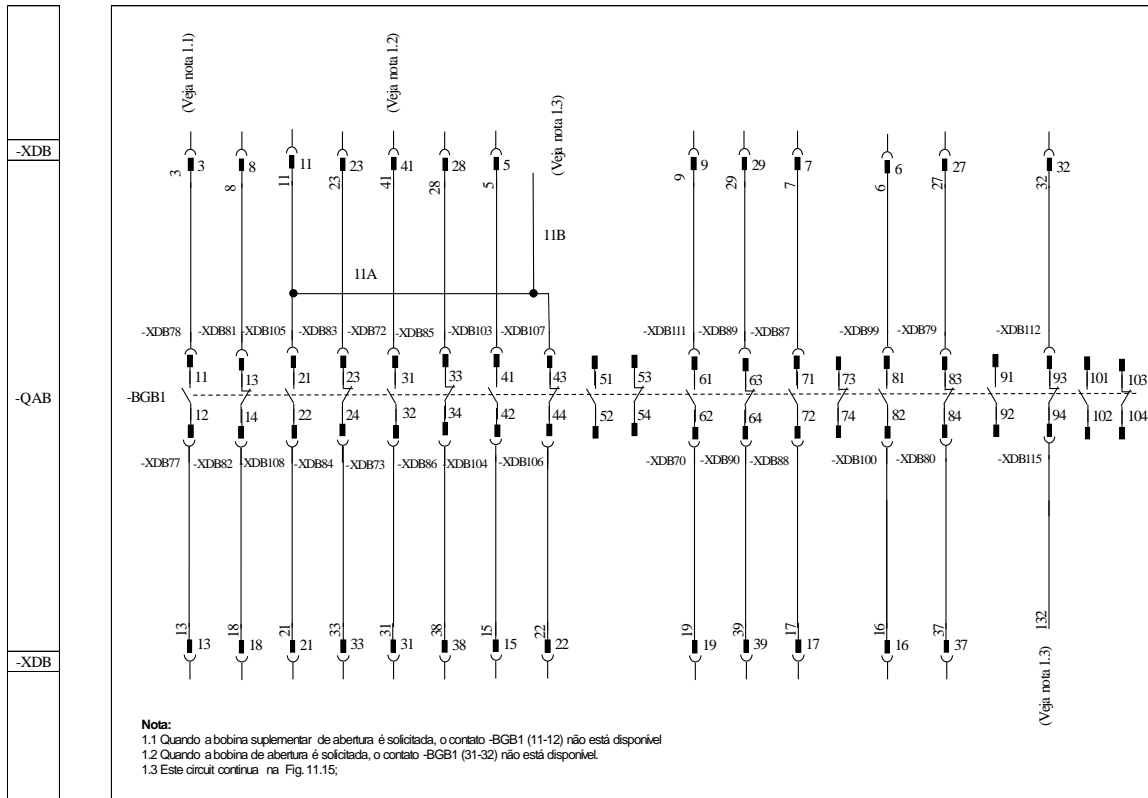 (Veja nota 1.1)
(Veja nota 1.2)
(Veja nota 1.3)
-XDB
3 8 11 23 41 28 5 9 29 7 6 27 32
3 8 11 23 41 28 5 9 29 7 6 27 32
11B
11A
-XDB78 -XDB81 -XDB105 -XDB83 -XDB72 -XDB85 -XDB103 -XDB107 -XDB111 -XDB89 -XDB87 -XDB99 -XDB79 -XDB112
11 13 21 23 31 33 41 43 51 53 61 63 71 73 81 83 91 93 101 103
-QAB
-BGB1
12 14 22 24 32 34 42 44 52 54 62 64 72 74 82 84 92 94 102 104
-XDB77 -XDB82 -XDB108 -XDB84 -XDB73 -XDB86 -XDB104 -XDB106 -XDB70 -XDB90 -XDB88 -XDB100 -XDB80 -XDB115
13 18 21 33 31 38 15 22 19 39 17 16 37 132
-XDB
13 18 21 33 31 38 15 22 19 39 17 16 37
(Veja nota 1.3)
Nota:
1.1 Quando a bobina suplementar de abertura é solicitada, o contato -BGB1 (11-12) não está disponível
1.2 Quando a bobina de abertura é solicitada, o contato -BGB1 (31-32) não está disponível.
1.3 Este circuit continua na Fig. 11.15;